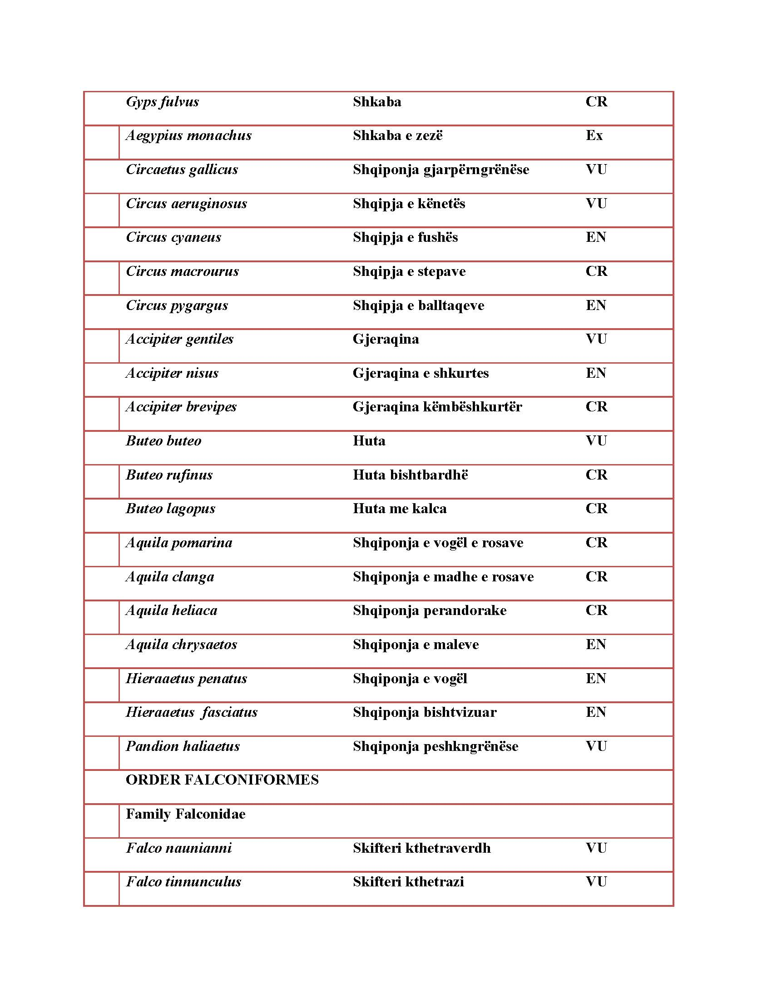 Gyps fulvus Shkaba CR
Aegypius monachus Shkaba e zezë Ex
Circaetus gallicus Shqiponja gjarpërngrënëse VU
Circus aeruginosus Shqipja e kënetës VU
Circus cyaneus Shqipja e fushës EN
Circus macrourus Shqipja e stepave CR
Circus pygargus Shqipja e balltaqeve EN
Accipiter gentiles Gjeraqina VU
Accipiter nisus Gjeraqina e shkurtes EN
Accipiter brevipes Gjeraqina këmbëshkurtër CR
Buteo buteo Huta VU
Buteo rufinus Huta bishtbardhë CR
Buteo lagopus Huta me kalca CR
Aquila pomarina Shqiponja e vogël e rosave CR
Aquila clanga Shqiponja e madhe e rosave CR
Aquila heliaca Shqiponja perandorake CR
Aquila chrysaetos Shqiponja e maleve EN
Hieraaetus penatus Shqiponja e vogël EN
Hieraaetus fasciatus Shqiponja bishtvizuar EN
Pandion haliaetus Shqiponja peshkngrënëse VU
ORDER FALCONIFORMES
Family Falconidae
Falco naunianni Skifteri kthetraverdh VU
Falco tinnunculus Skifteri kthetrazi VU